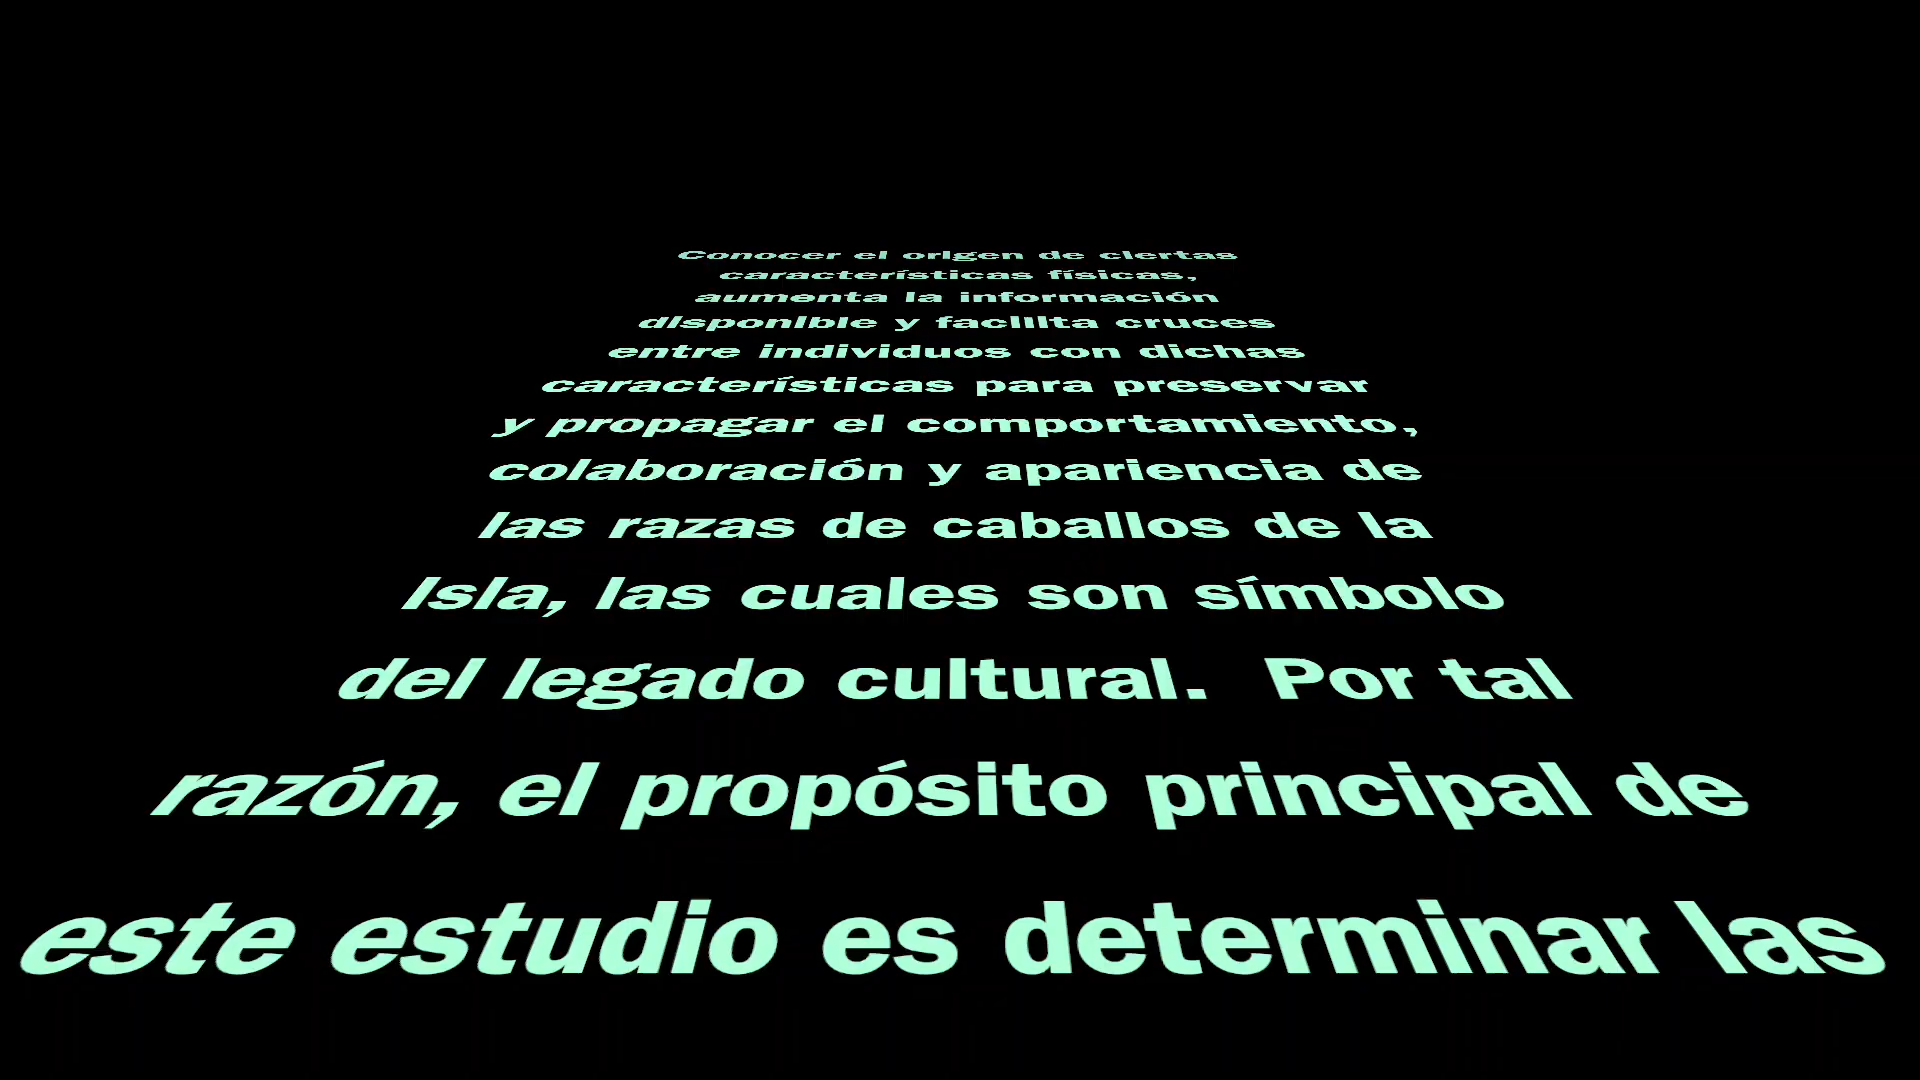 Conocer el origen de ciertas
características físicas,
aumenta la información
disponible y facilita cruces
entre individuos con dichas
características para preservar
y propagar el comportamiento,
colaboración y apariencia de
las razas de caballos de la
Isla, las cuales son símbolo
del legado cultural.  Por tal
razón, el propósito principal de
este estudio es determinar las